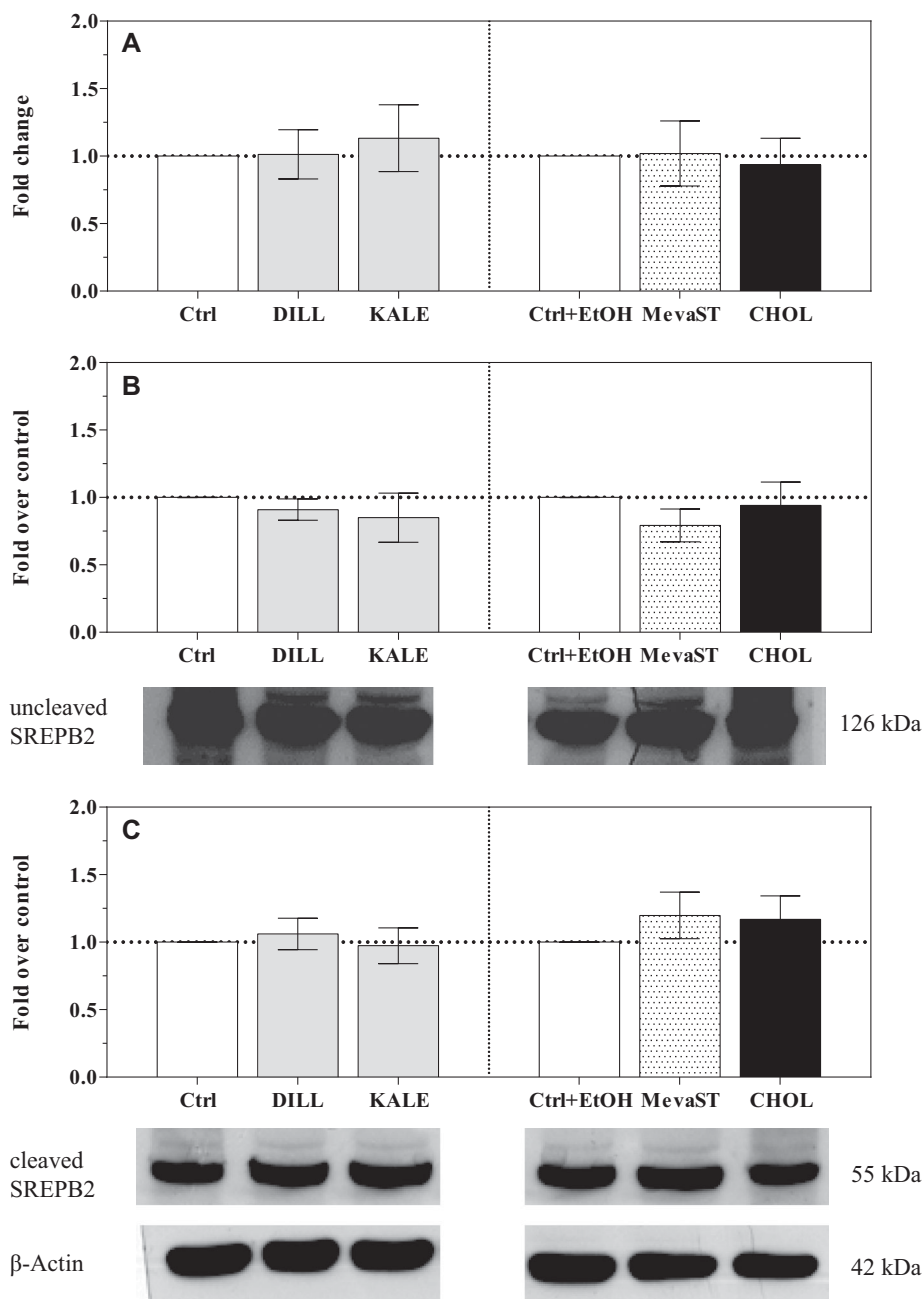 A
Fold change
2.0
1.5
1.0
0.5
0.0
Ctrl DILL KALE Ctrl+EtOH MevaST CHOL
B
Fold over control
2.0
1.5
1.0
0.5
0.0
Ctrl DILL KALE Ctrl+EtOH MevaST CHOL
uncleaved
SREPB2
126 kDa
C
Fold over control
2.0
1.5
1.0
0.5
0.0
Ctrl DILL KALE Ctrl+EtOH MevaST CHOL
cleaved
SREPB2
55 kDa
β-Actin
42 kDa